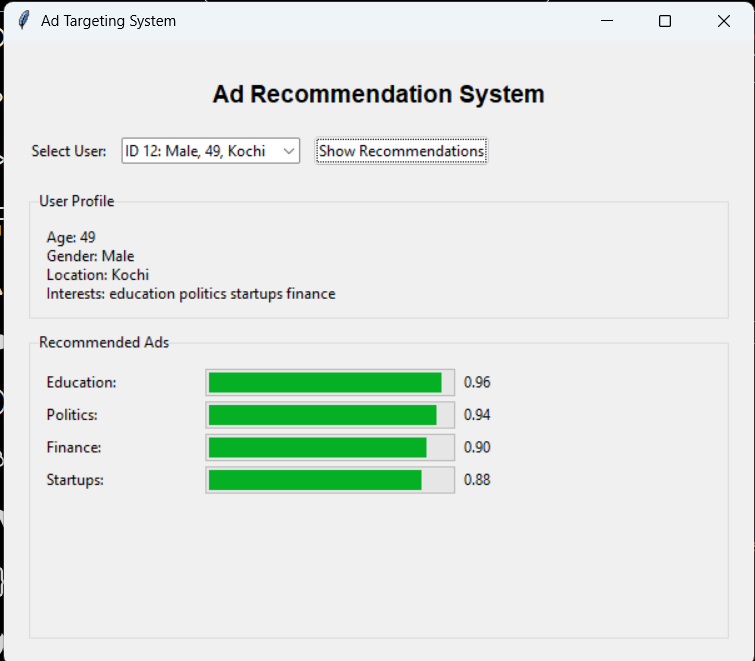 Ad Targeting System
Ad Recommendation System
Select User: ID 12: Male, 49, Kochi Show Recommendations
User Profile
Age: 49
Gender: Male
Location: Kochi
Interests: education politics startups finance
Recommended Ads
Education: 0.96
Politics: 0.94
Finance: 0.90
Startups: 0.88